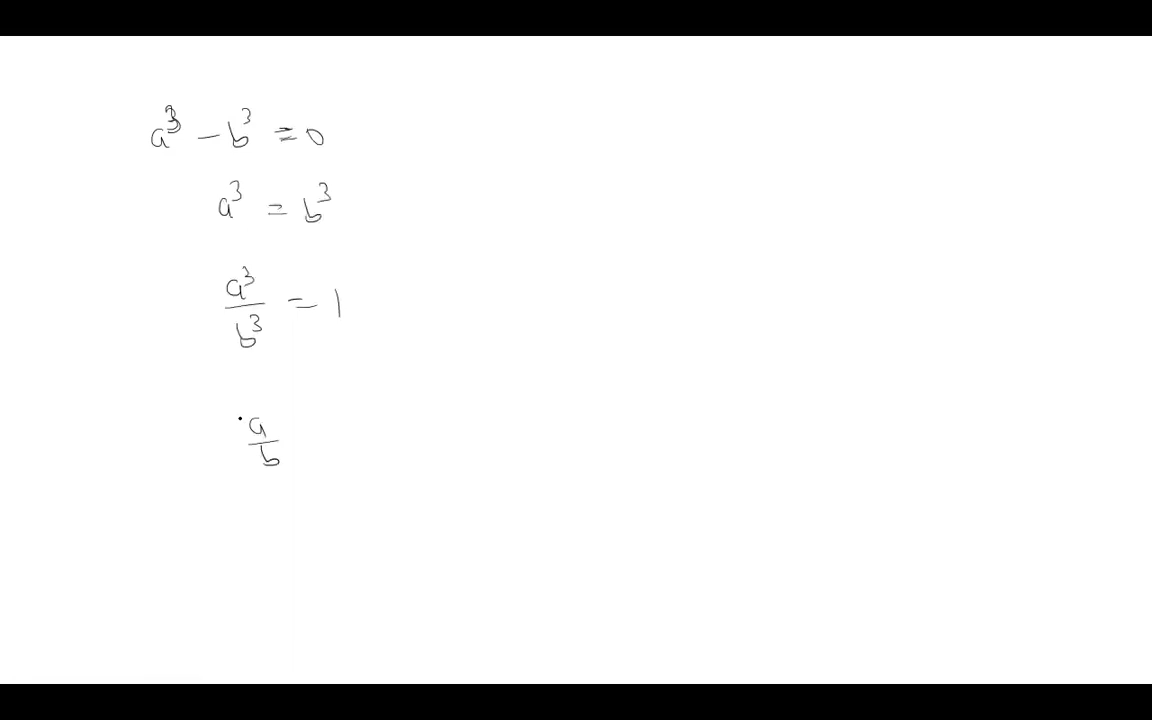 a³ - b³ = 0
a³ = b³
a³/b³ = 1
a/b